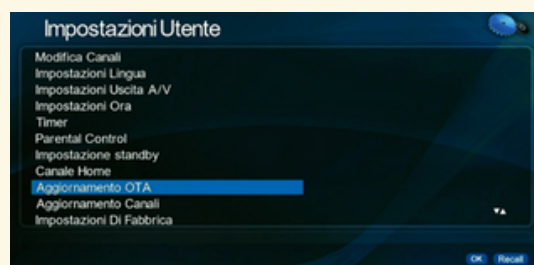 Impostazioni Utente
Modifica Canali
Impostazioni Lingua
Impostazioni Uscita A/V
Impostazioni Ora
Timer
Parental Control
Impostazione standby
Canale Home
Aggiornamento OTA
Aggiornamento Canali
Impostazioni Di Fabbrica
OK Recall